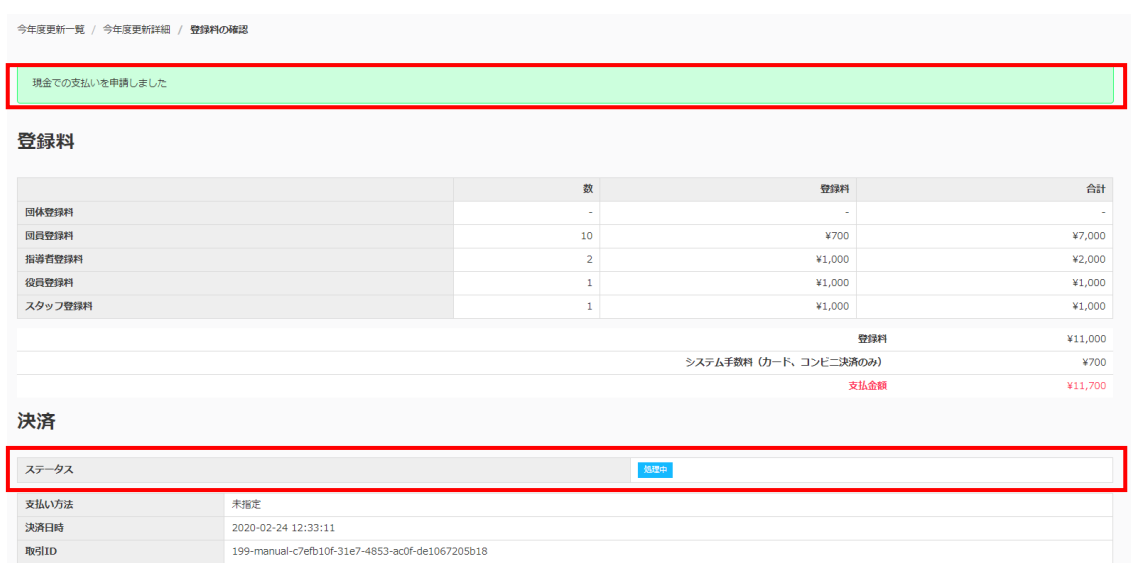 今年度更新一覧 / 今年度更新詳細 / 登録料の確認
現金での支払いを申請しました
登録料
数 登録料 合計
団体登録料 - - -
団員登録料 10 ¥700 ¥7,000
指導者登録料 2 ¥1,000 ¥2,000
役員登録料 1 ¥1,000 ¥1,000
スタッフ登録料 1 ¥1,000 ¥1,000
登録料 ¥11,000
システム手数料（カード、コンビニ決済のみ） ¥700
支払金額 ¥11,700
決済
ステータス 処理中
支払い方法 未指定
決済日時 2020-02-24 12:33:11
取引ID 199-manual-c7efb10f-31e7-4853-ac0f-de1067205b18